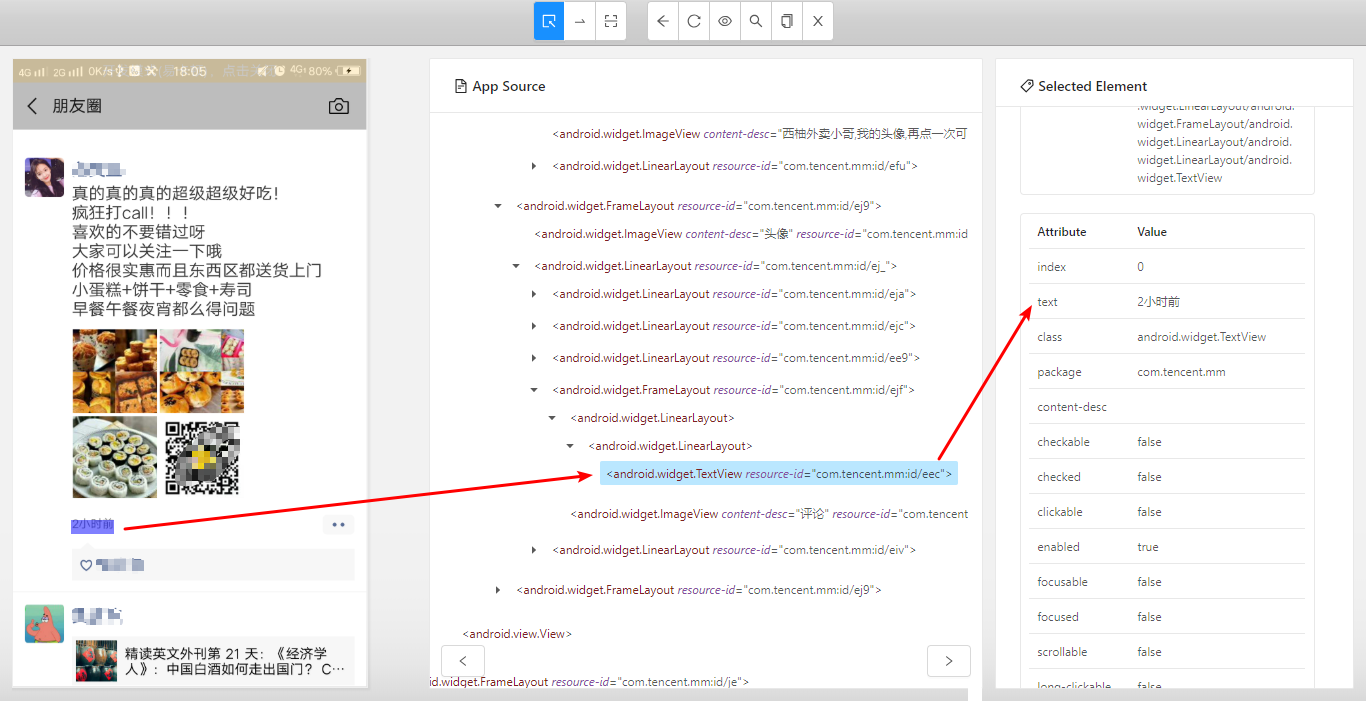 4G 2G 0K/s 18:05 4G 80%
朋友圈
真的真的真的超级超级好吃！
疯狂打call！！！
喜欢的不要错过呀
大家可以关注一下哦
价格很实惠而且东西区都送货上门
小蛋糕+饼干+零食+寿司
早餐午餐夜宵都么得问题
2小时前
精读英文外刊第 21 天：《经济学
人》：中国白酒如何走出国门？ C…
App Source
<android.widget.ImageView content-desc="西柚外卖小哥,我的头像,再点一次可
<android.widget.LinearLayout resource-id="com.tencent.mm:id/efu">
<android.widget.FrameLayout resource-id="com.tencent.mm:id/ej9">
<android.widget.ImageView content-desc="头像" resource-id="com.tencent.mm:id
<android.widget.LinearLayout resource-id="com.tencent.mm:id/ej_">
<android.widget.LinearLayout resource-id="com.tencent.mm:id/eja">
<android.widget.LinearLayout resource-id="com.tencent.mm:id/ejc">
<android.widget.LinearLayout resource-id="com.tencent.mm:id/ee9">
<android.widget.FrameLayout resource-id="com.tencent.mm:id/ejf">
<android.widget.LinearLayout>
<android.widget.LinearLayout>
<android.widget.TextView resource-id="com.tencent.mm:id/eec">
<android.widget.ImageView content-desc="评论" resource-id="com.tencent
<android.widget.LinearLayout resource-id="com.tencent.mm:id/eiv">
<android.widget.FrameLayout resource-id="com.tencent.mm:id/ej9">
<android.view.View>
id.widget.FrameLayout resource-id="com.tencent.mm:id/je">
Selected Element
.widget.LinearLayout/android.
widget.FrameLayout/android.
widget.LinearLayout/android.
widget.LinearLayout/android.
widget.TextView
Attribute Value
index 0
text 2小时前
class android.widget.TextView
package com.tencent.mm
content-desc
checkable false
checked false
clickable false
enabled true
focusable false
focused false
scrollable false
long-clickable false